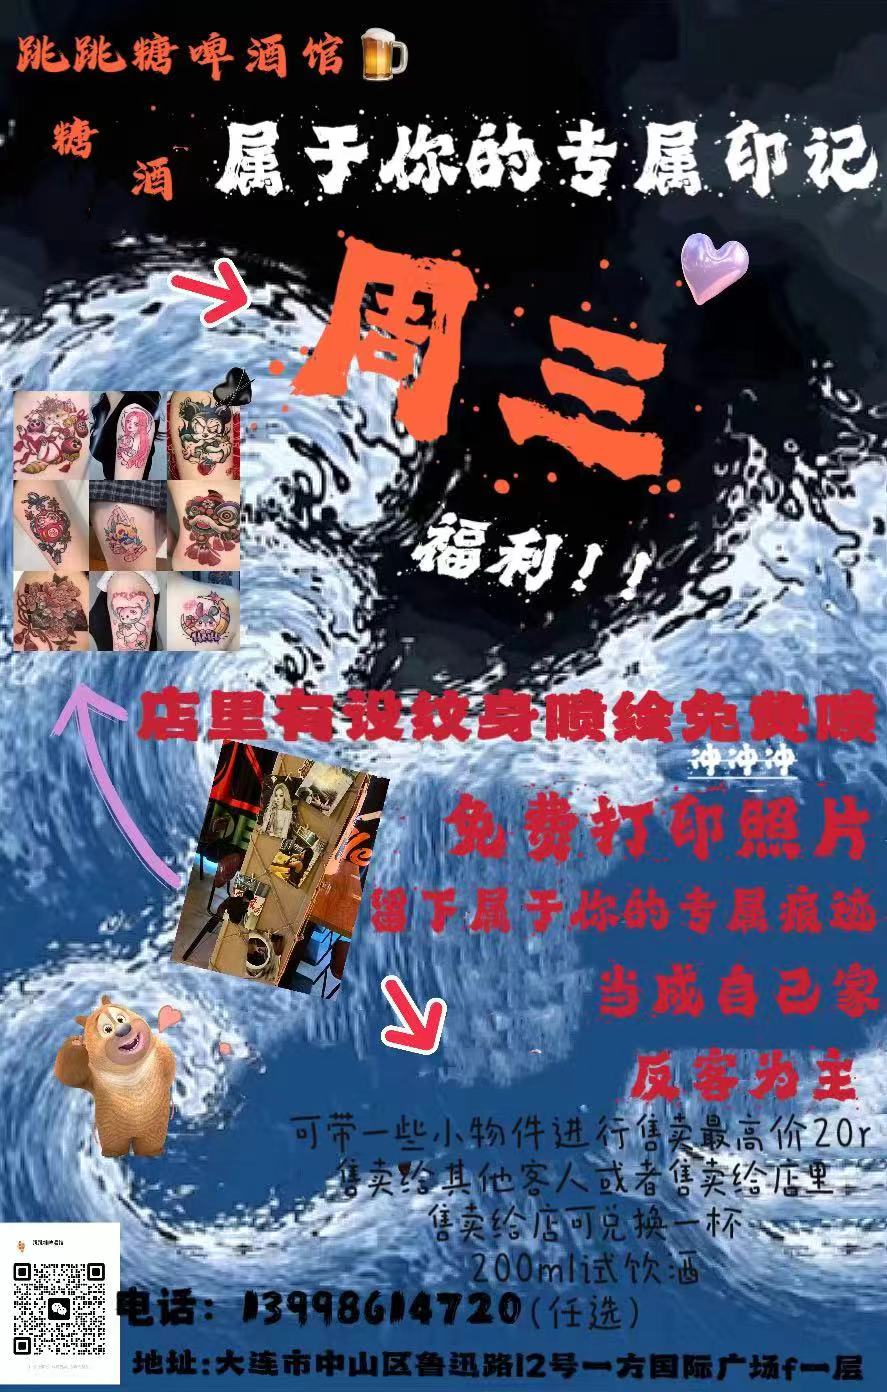 跳跳糖啤酒馆
糖
酒
属于你的专属印记
周三
福利！！
店里有设纹身喷绘免费喷
冲冲冲
免费打印照片
留下属于你的专属痕迹
当成自己家
反客为主
可带一些小物件进行售卖最高价20r
售卖给其他客人或者售卖给店里
售卖给店可兑换一杯
200ml试饮酒
电话：13998614720(任选)
地址:大连市中山区鲁迅路12号一方国际广场f一层